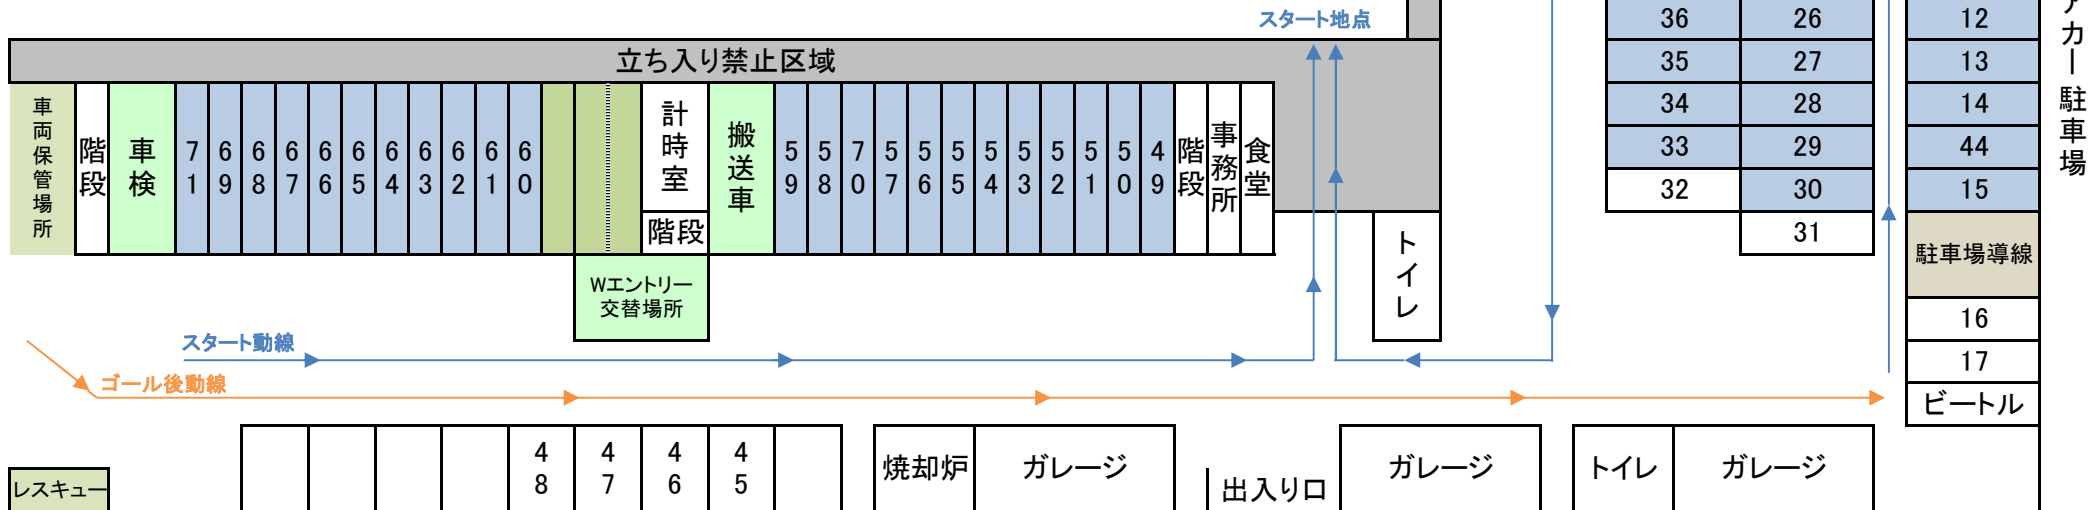 スタート地点
36 26 12
立ち入り禁止区域
35 27 13
34 28 14
33 29 44
32 30 15
31
カー駐車場
車両保管場所
階段
車検
71 69 68 67 66 65 64 63 62 61 60
計時室
階段
搬送車
59 58 70 57 56 55 54 53 52 51 50 49
階段
事務所
食堂
トイレ
駐車場導線
Wエントリー
交替場所
16
スタート動線
17
ゴール後動線
ビートル
48 47 46 45
焼却炉
ガレージ
出入り口
ガレージ
トイレ
ガレージ
レスキュー